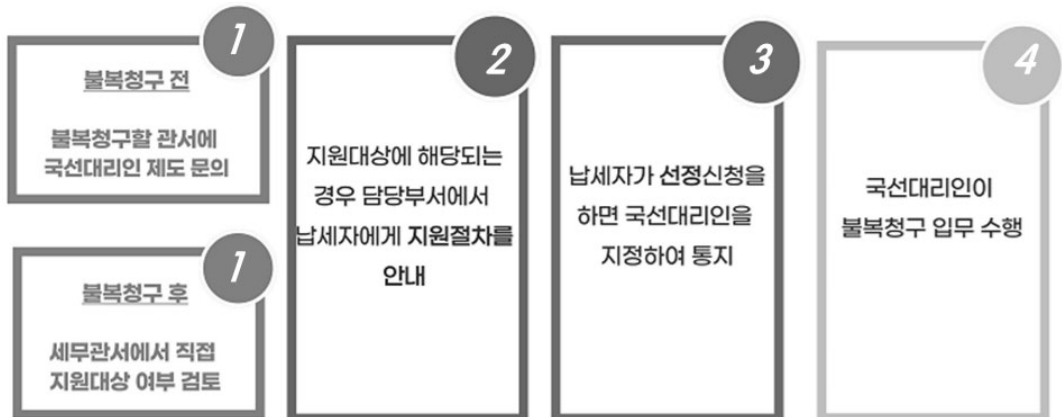 1
불복청구 전
불복청구할 관서에
국선대리인 제도 문의
1
불복청구 후
세무관서에서 직접
지원대상 여부 검토
2
지원대상에 해당되는
경우 담당부서에서
납세자에게 지원절차를
안내
3
납세자가 선정신청을
하면 국선대리인을
지정하여 통지
4
국선대리인이
불복청구 입무 수행